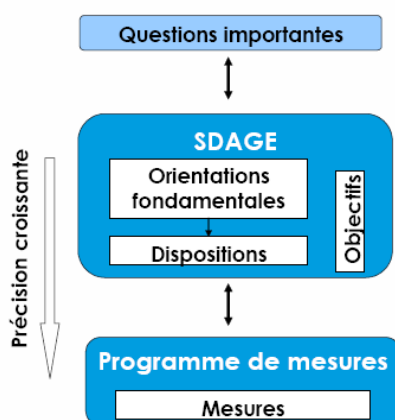 Questions importantes
SDAGE
Orientations
fondamentales
Dispositions
Objectifs
Précision croissante
Programme de mesures
Mesures